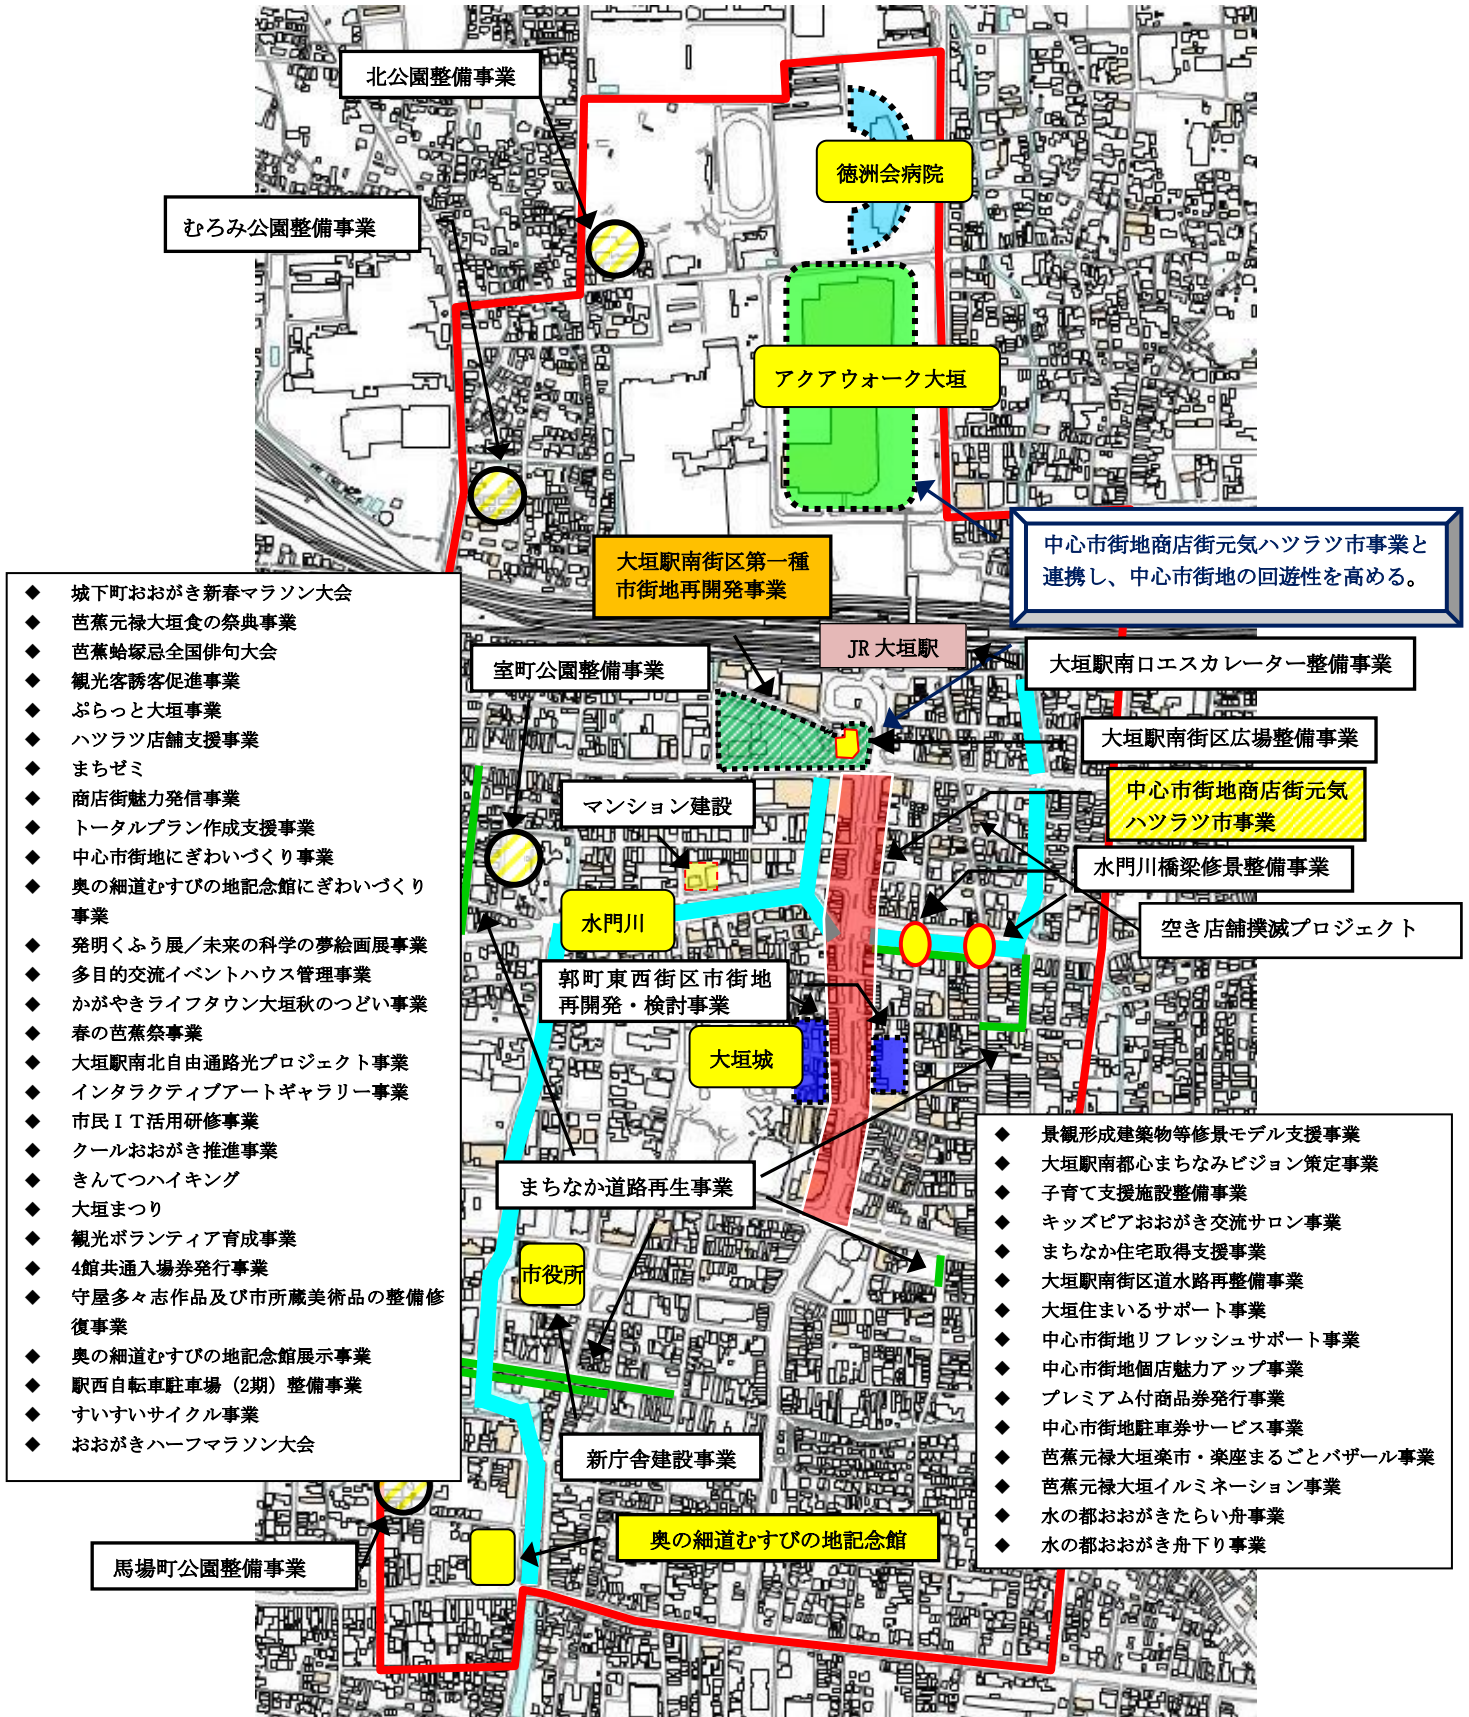 北公園整備事業
徳洲会病院
むろみ公園整備事業
アクアウォーク大垣
中心市街地商店街元気ハツラツ市事業と
連携し、中心市街地の回遊性を高める。
大垣駅南街区第一種
市街地再開発事業
JR 大垣駅
大垣駅南口エスカレーター整備事業
室町公園整備事業
大垣駅南街区広場整備事業
中心市街地商店街元気
ハツラツ市事業
マンション建設
水門川橋梁修景整備事業
空き店舗撲滅プロジェクト
水門川
郭町東西街区市街地
再開発・検討事業
大垣城
まちなか道路再生事業
市役所
新庁舎建設事業
奥の細道むすびの地記念館
馬場町公園整備事業
◆ 城下町おおがき新春マラソン大会
◆ 芭蕉元禄大垣食の祭典事業
◆ 芭蕉蛤塚忌全国俳句大会
◆ 観光客誘客促進事業
◆ ぷらっと大垣事業
◆ ハツラツ店舗支援事業
◆ まちゼミ
◆ 商店街魅力発信事業
◆ トータルプラン作成支援事業
◆ 中心市街地にぎわいづくり事業
◆ 奥の細道むすびの地記念館にぎわいづくり
事業
◆ 発明くふう展／未来の科学の夢絵画展事業
◆ 多目的交流イベントハウス管理事業
◆ かがやきライフタウン大垣秋のつどい事業
◆ 春の芭蕉祭事業
◆ 大垣駅南北自由通路光プロジェクト事業
◆ インタラクティブアートギャラリー事業
◆ 市民ＩＴ活用研修事業
◆ クールおおがき推進事業
◆ きんてつハイキング
◆ 大垣まつり
◆ 観光ボランティア育成事業
◆ 4館共通入場券発行事業
◆ 守屋多々志作品及び市所蔵美術品の整備修
復事業
◆ 奥の細道むすびの地記念館展示事業
◆ 駅西自転車駐車場（2期）整備事業
◆ すいすいサイクル事業
◆ おおがきハーフマラソン大会
◆ 景観形成建築物等修景モデル支援事業
◆ 大垣駅南都心まちなみビジョン策定事業
◆ 子育て支援施設整備事業
◆ キッズピアおおがき交流サロン事業
◆ まちなか住宅取得支援事業
◆ 大垣駅南街区道水路再整備事業
◆ 大垣住まいるサポート事業
◆ 中心市街地リフレッシュサポート事業
◆ 中心市街地個店魅力アップ事業
◆ プレミアム付商品券発行事業
◆ 中心市街地駐車券サービス事業
◆ 芭蕉元禄大垣楽市・楽座まるごとバザール事業
◆ 芭蕉元禄大垣イルミネーション事業
◆ 水の都おおがきたらい舟事業
◆ 水の都おおがき舟下り事業